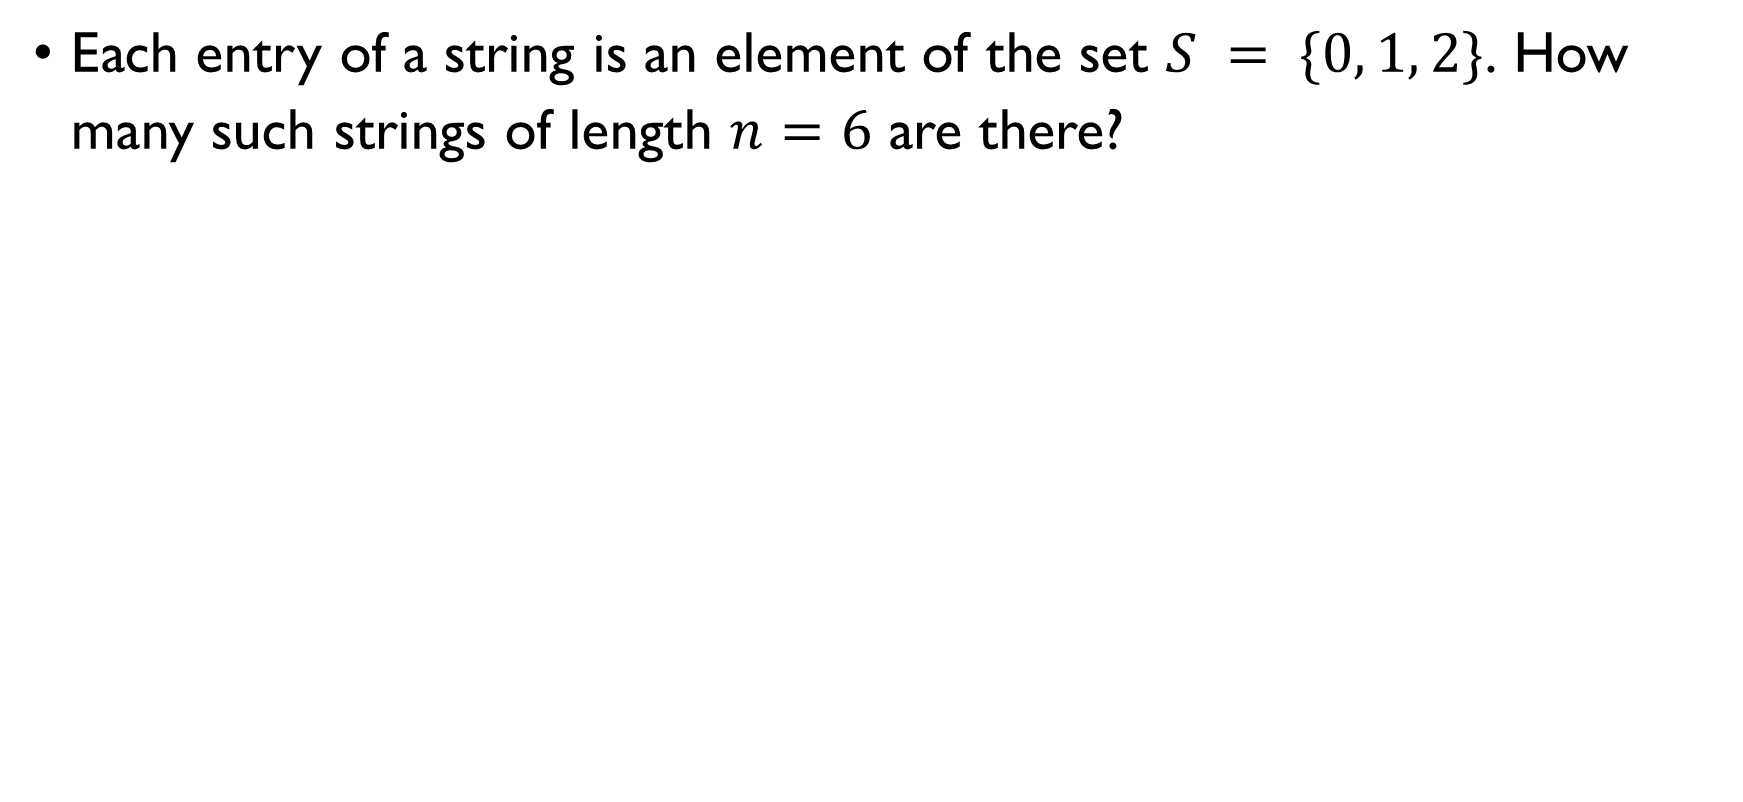 • Each entry of a string is an element of the set S = {0, 1, 2}. How
many such strings of length n = 6 are there?